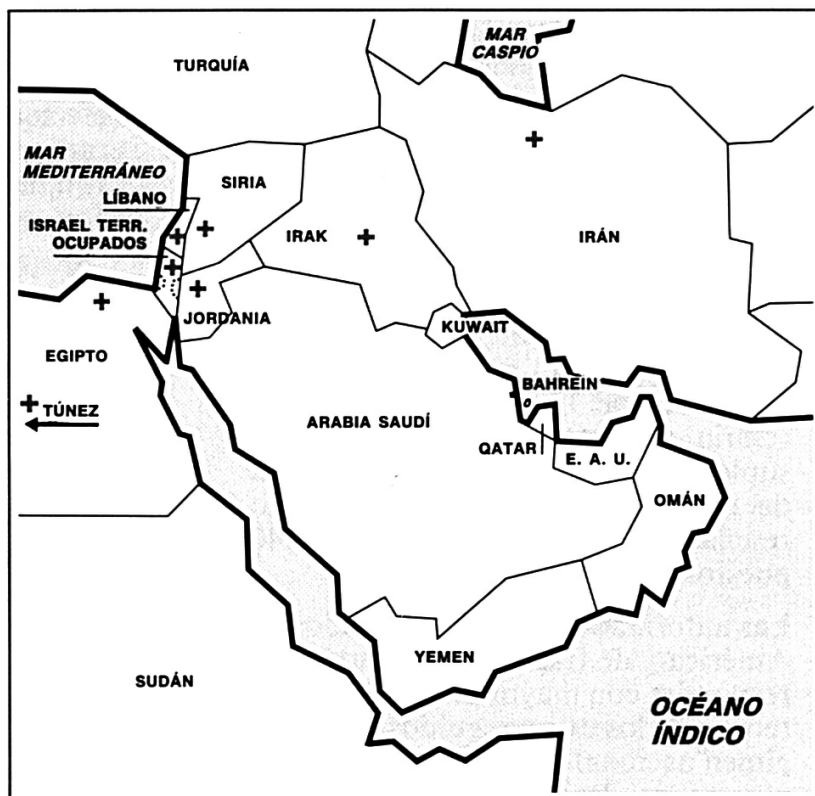 TURQUÍA
MAR
CASPIO
MAR
MEDITERRÁNEO
SIRIA
LÍBANO
ISRAEL TERR.
OCUPADOS
IRAK
IRÁN
JORDANIA
KUWAIT
EGIPTO
BAHREIN
TÚNEZ
ARABIA SAUDÍ
QATAR
E. A. U.
OMÁN
YEMEN
SUDÁN
OCÉANO
ÍNDICO